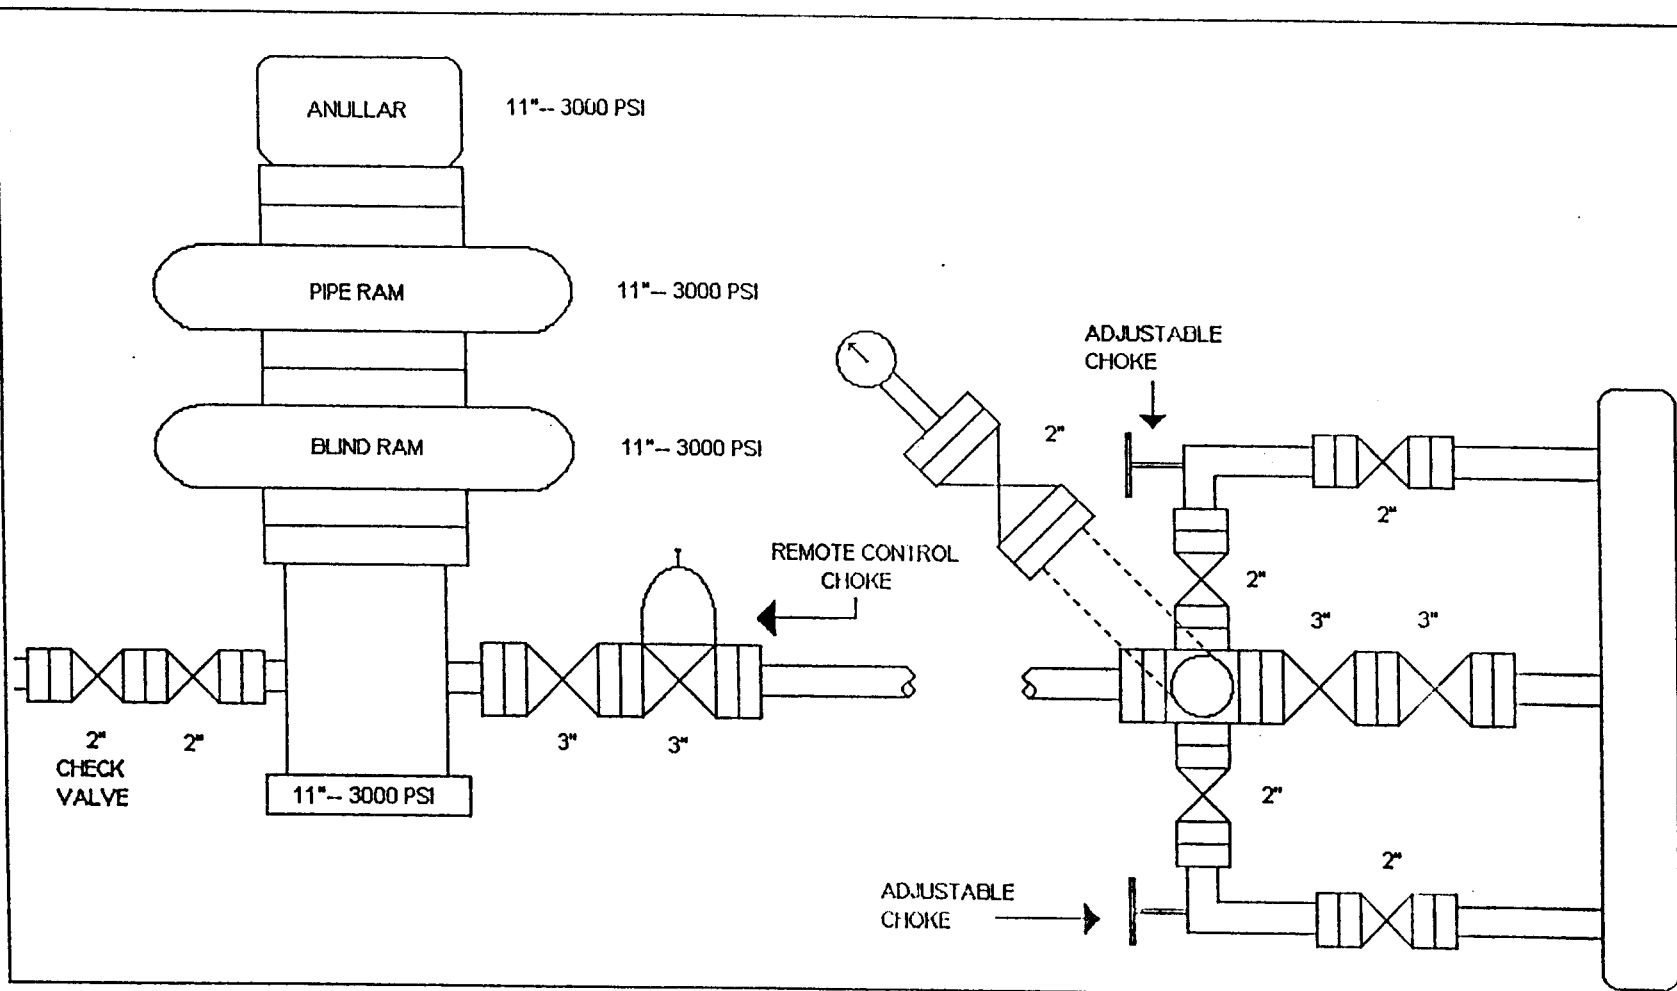 ANULLAR
11"-- 3000 PSI
PIPE RAM
11"-- 3000 PSI
BLIND RAM
11"-- 3000 PSI
ADJUSTABLE
CHOKE
2"
2"
2"
REMOTE CONTROL
CHOKE
3"
3"
2"
CHECK
VALVE
2"
3"
3"
11"-- 3000 PSI
2"
2"
ADJUSTABLE
CHOKE